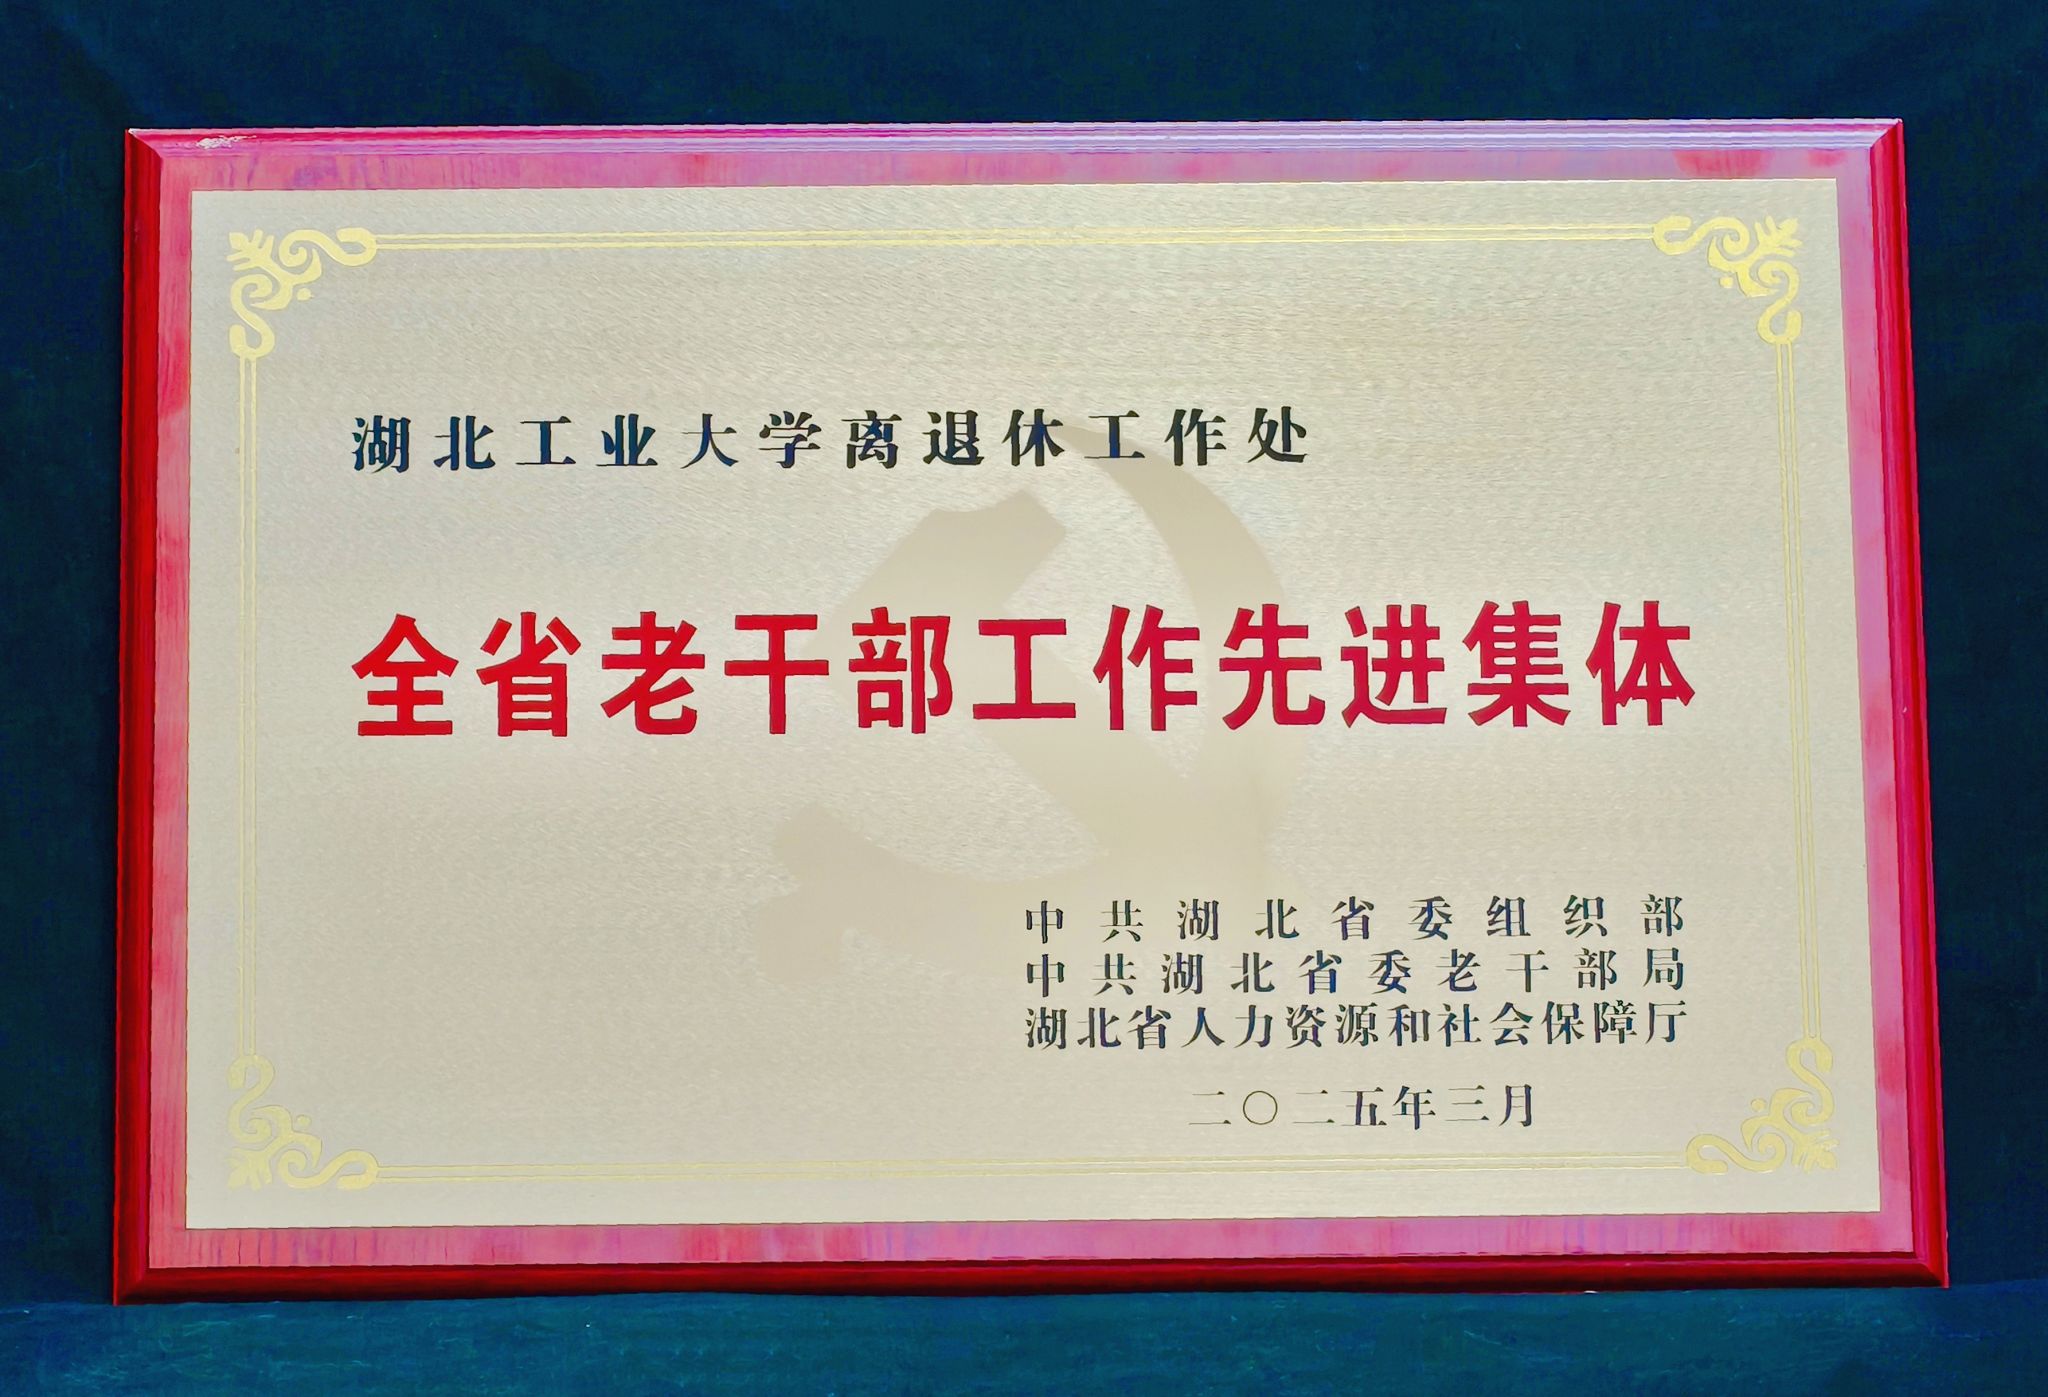 湖北工业大学离退休工作处
全省老干部工作先进集体
中共湖北省委组织部
中共湖北省委老干部局
湖北省人力资源和社会保障厅
二〇二五年三月